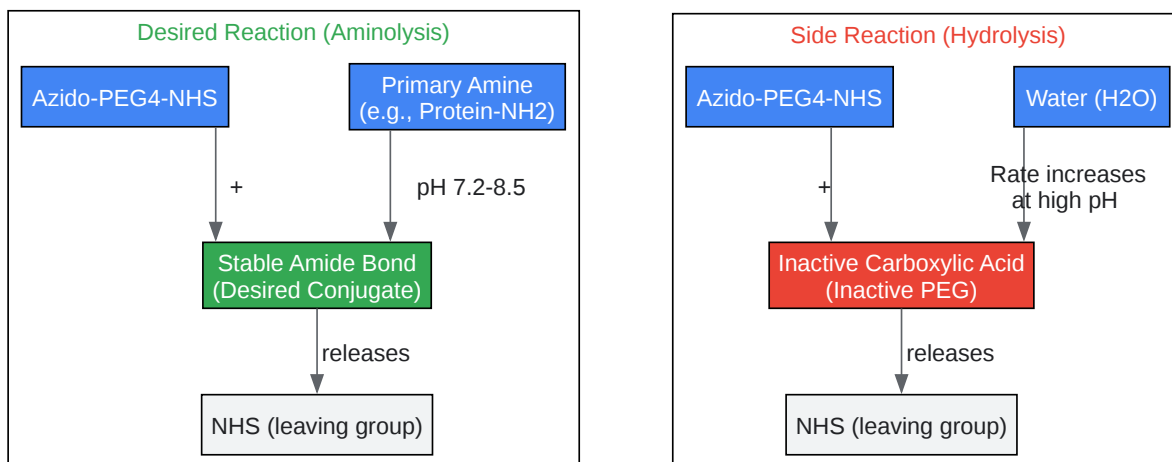 Desired Reaction (Aminolysis)
Azido-PEG4-NHS
Primary Amine
(e.g., Protein-NH2)
+
pH 7.2-8.5
Stable Amide Bond
(Desired Conjugate)
releases
NHS (leaving group)
Side Reaction (Hydrolysis)
Azido-PEG4-NHS
Water (H2O)
+
Rate increases
at high pH
Inactive Carboxylic Acid
(Inactive PEG)
releases
NHS (leaving group)